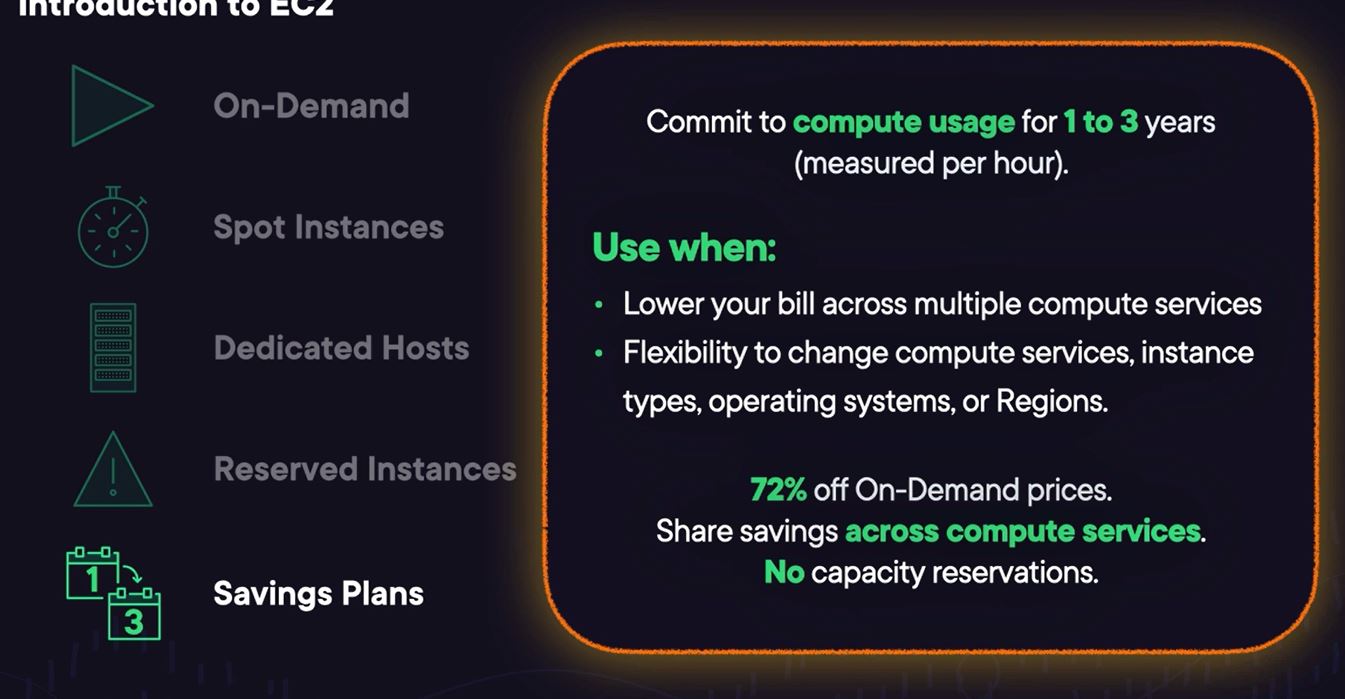 Introduction to EC2
On-Demand
Spot Instances
Dedicated Hosts
Reserved Instances
1
3
Savings Plans
Commit to compute usage for 1 to 3 years
(measured per hour).
Use when:
• Lower your bill across multiple compute services
• Flexibility to change compute services, instance
types, operating systems, or Regions.
72% off On-Demand prices.
Share savings across compute services.
No capacity reservations.